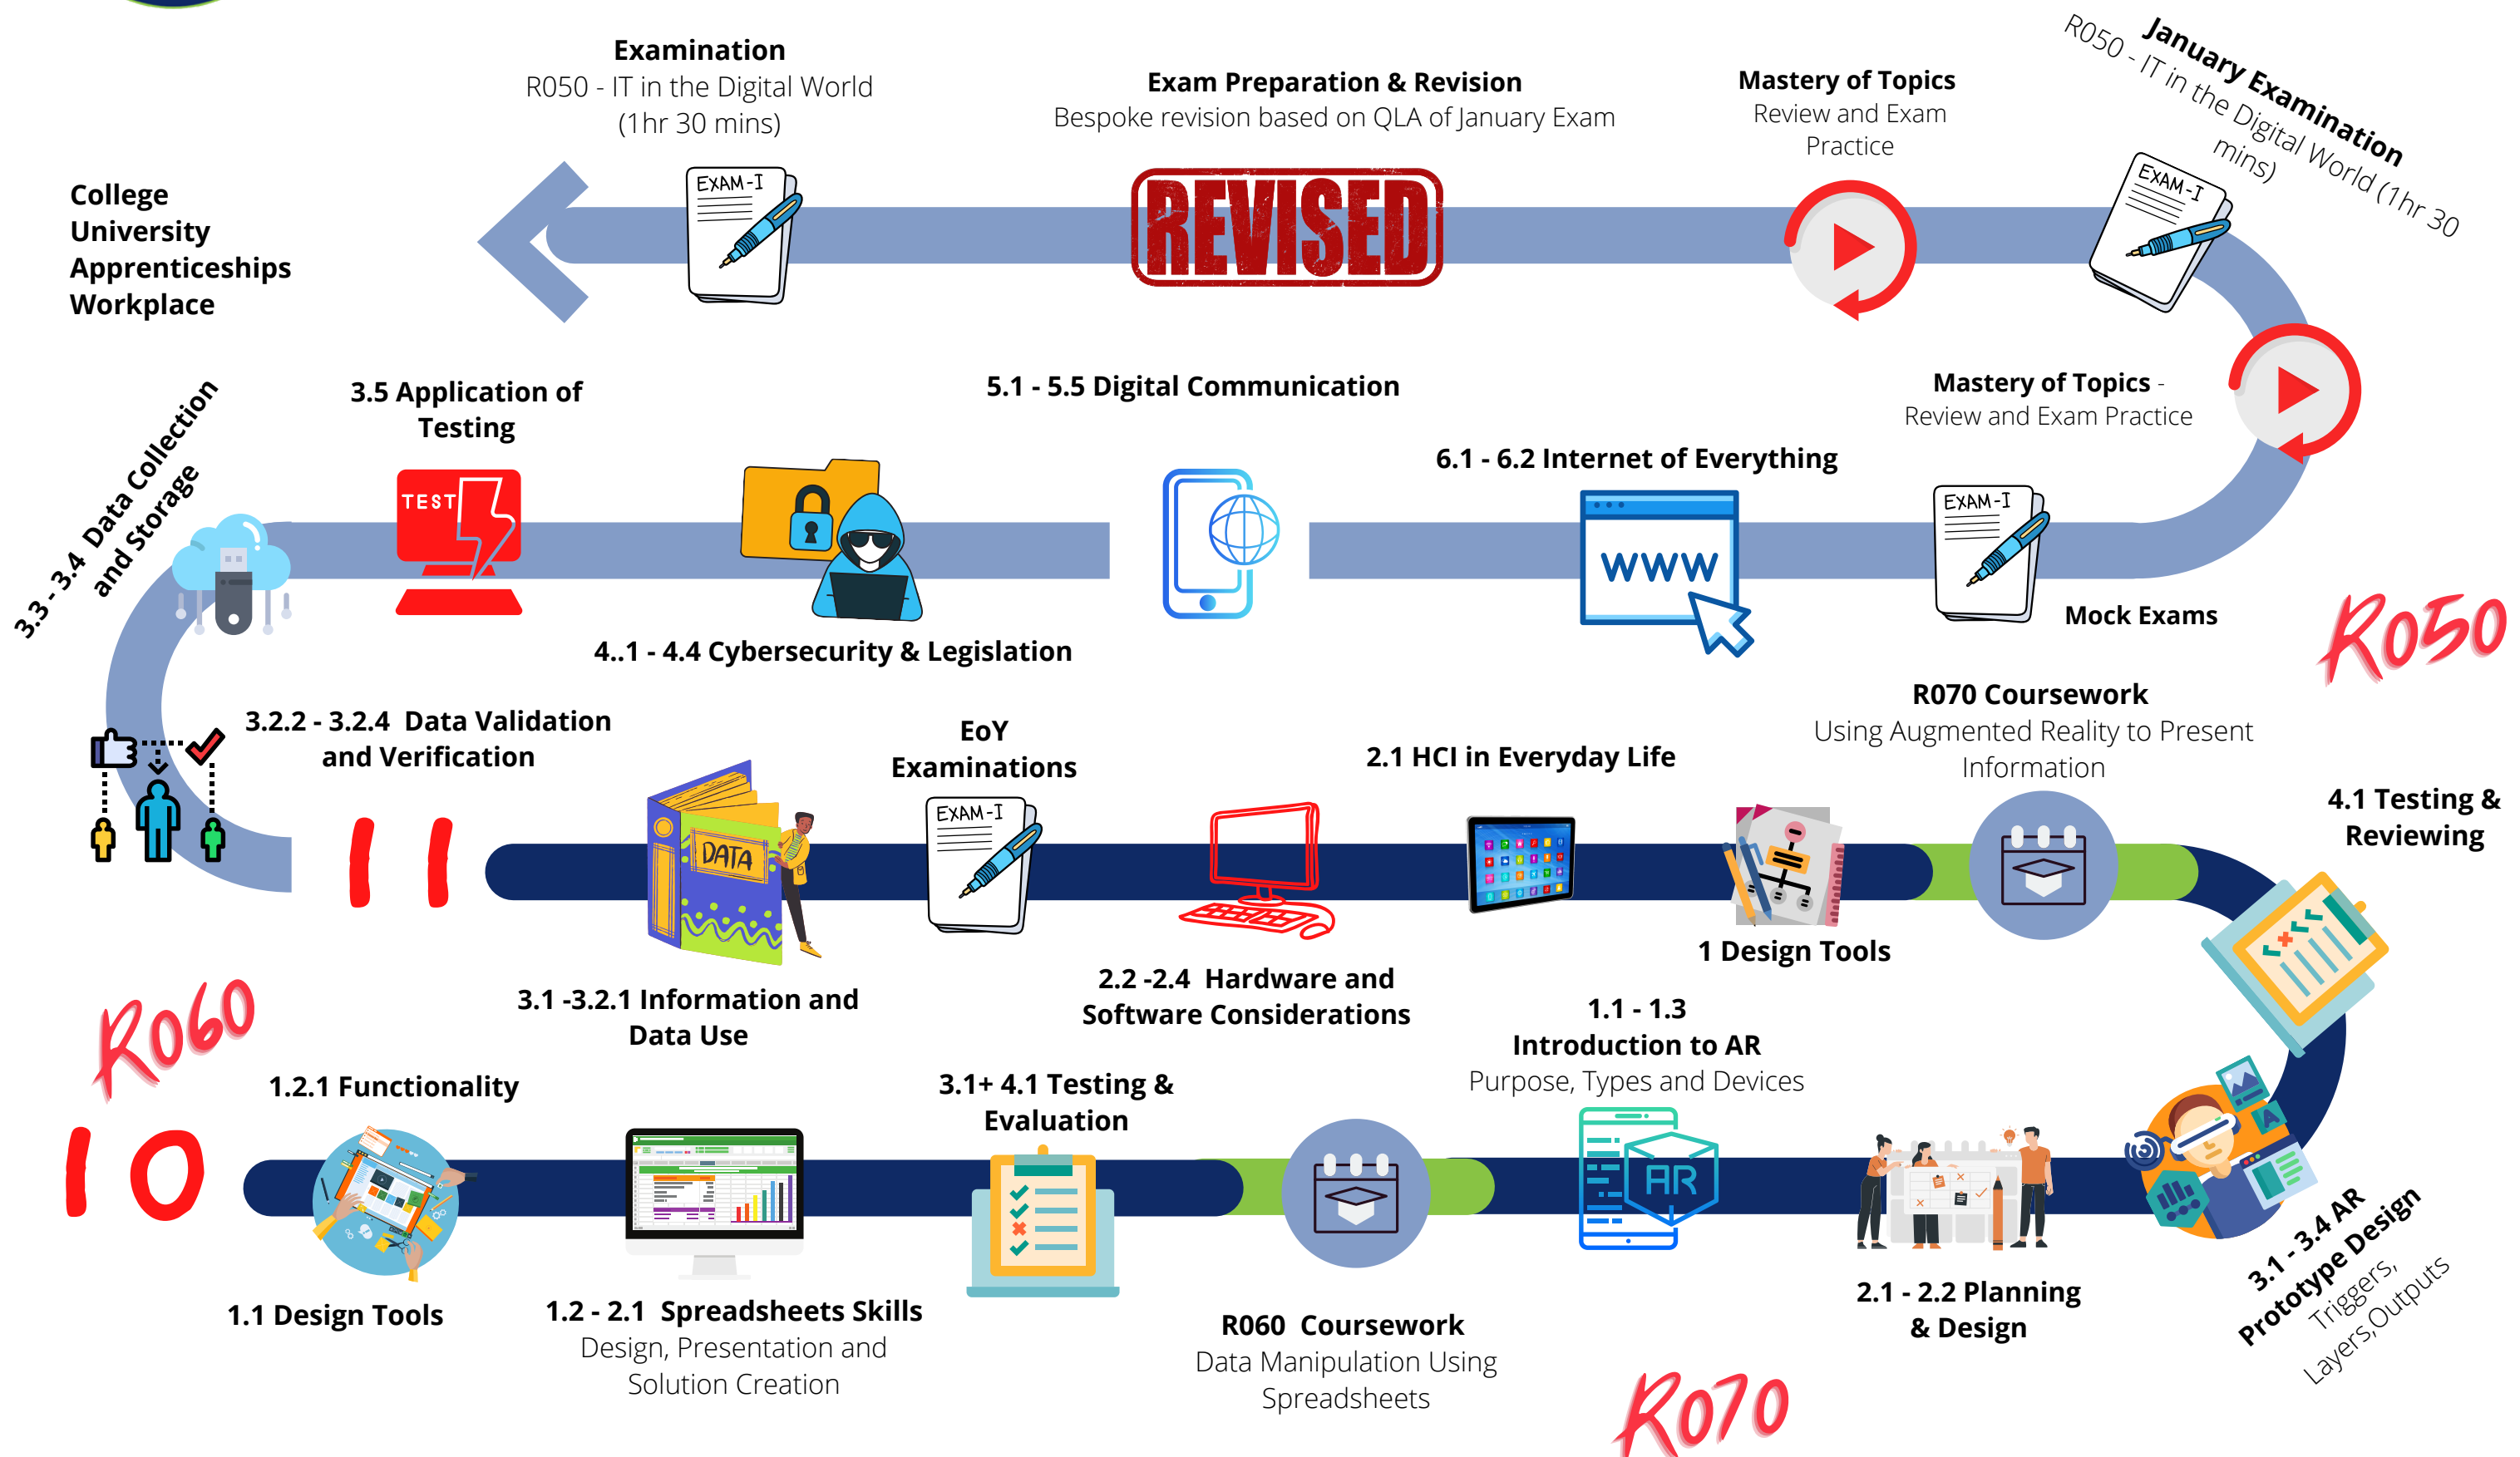 Examination
R050 - IT in the Digital World
(1hr 30 mins)
Exam Preparation & Revision
Bespoke revision based on QLA of January Exam
Mastery of Topics
Review and Exam
Practice
January Examination
R050 - IT in the Digital World (1hr 30
mins)
College
University
Apprenticeships
Workplace
EXAM-I
REVISED
EXAM-I
3.3 - 3.4 Data Collection
and Storage
3.5 Application of
Testing
5.1 - 5.5 Digital Communication
6.1 - 6.2 Internet of Everything
Mastery of Topics -
Review and Exam Practice
TEST
WWW
EXAM-I
4..1 - 4.4 Cybersecurity & Legislation
Mock Exams
R050
3.2.2 - 3.2.4 Data Validation
and Verification
EoY
Examinations
2.1 HCI in Everyday Life
R070 Coursework
Using Augmented Reality to Present
Information
4.1 Testing &
Reviewing
11
DATA
EXAM-I
1 Design Tools
3.1 -3.2.1 Information and
Data Use
2.2 -2.4 Hardware and
Software Considerations
R060
1.1 - 1.3
Introduction to AR
Purpose, Types and Devices
1.2.1 Functionality
3.1+ 4.1 Testing &
Evaluation
10
AR
A
1.1 Design Tools
1.2 - 2.1 Spreadsheets Skills
Design, Presentation and
Solution Creation
R060 Coursework
Data Manipulation Using
Spreadsheets
2.1 - 2.2 Planning
& Design
3.1 - 3.4 AR
Prototype Design
Triggers,
Layers,Outputs
R070